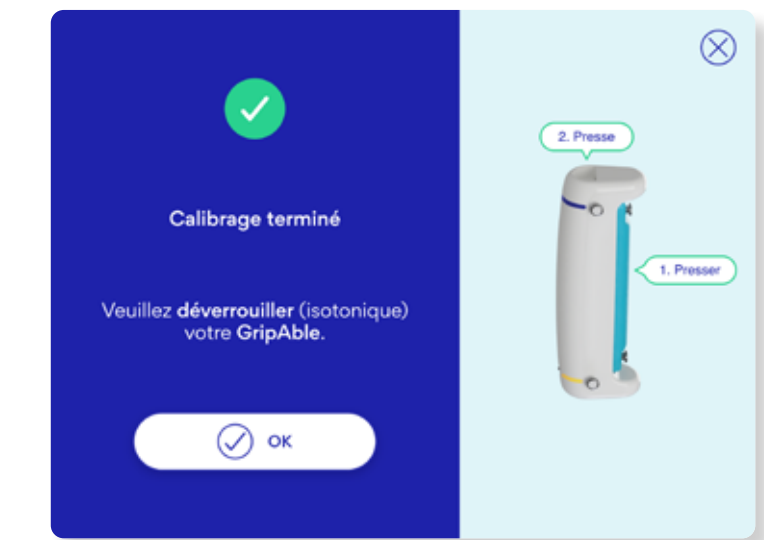 Calibrage terminé
Veuillez déverrouiller (isotonique)
votre GripAble.
OK
2. Presse
1. Presser